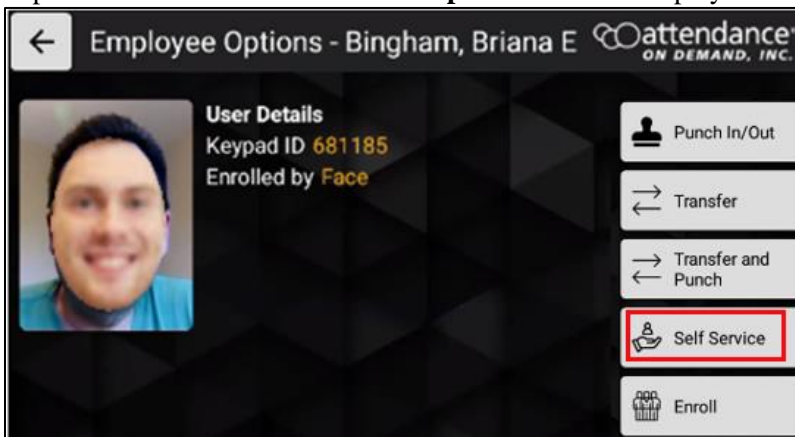 Employee Options - Bingham, Briana E
attendance
ON DEMAND, INC.
User Details
Keypad ID 681185
Enrolled by Face
Punch In/Out
Transfer
Transfer and
Punch
Self Service
Enroll